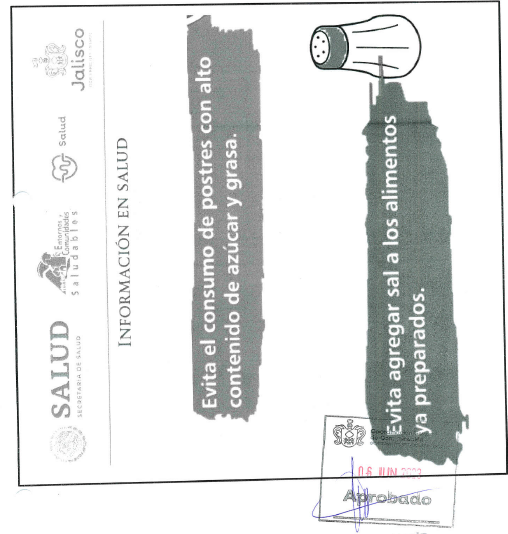 SALUD
SECRETARÍA DE SALUD
Entornos y
Comunidades
Saludables
Salud
Jalisco
INFORMACIÓN EN SALUD
Evita el consumo de postres con alto
contenido de azúcar y grasa.
Evita agregar sal a los alimentos
ya preparados.
06 JUN
Aprobado